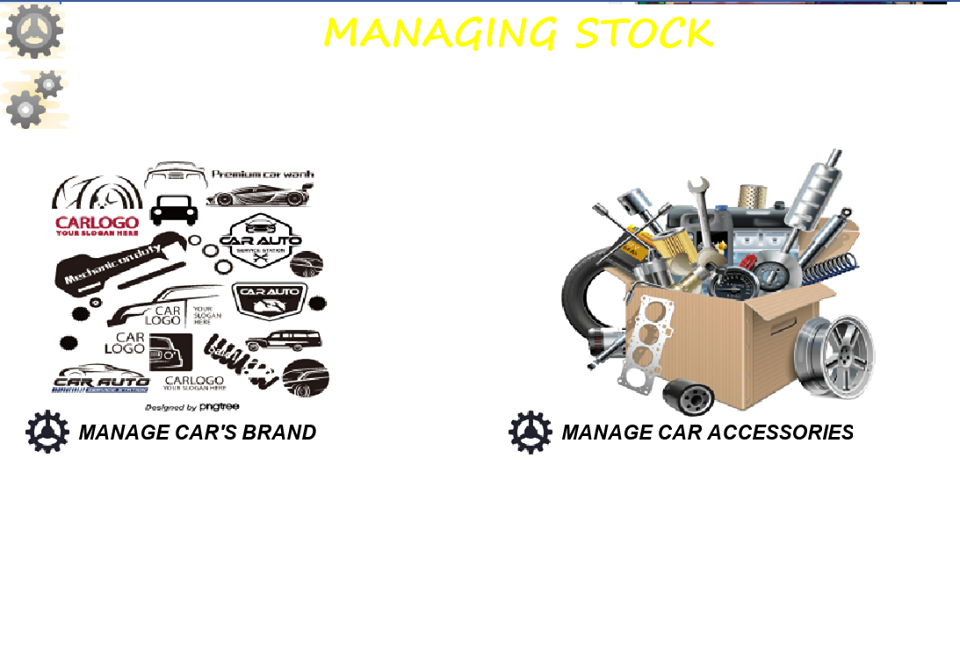 MANAGING STOCK
Premium car wanh
CARLOGO
YOUR SLOGAN HERE
CAR AUTO
SERVICE STATION
Mechanic on duty
CAR AUTO
CAR
LOGO
YOUR
SLOGAN
HERE
CAR
LOGO
CAR AUTO
SERVICE STATION
CARLOGO
YOUR SLOGAN HERE
Designed by pngtree
MANAGE CAR'S BRAND
MANAGE CAR ACCESSORIES